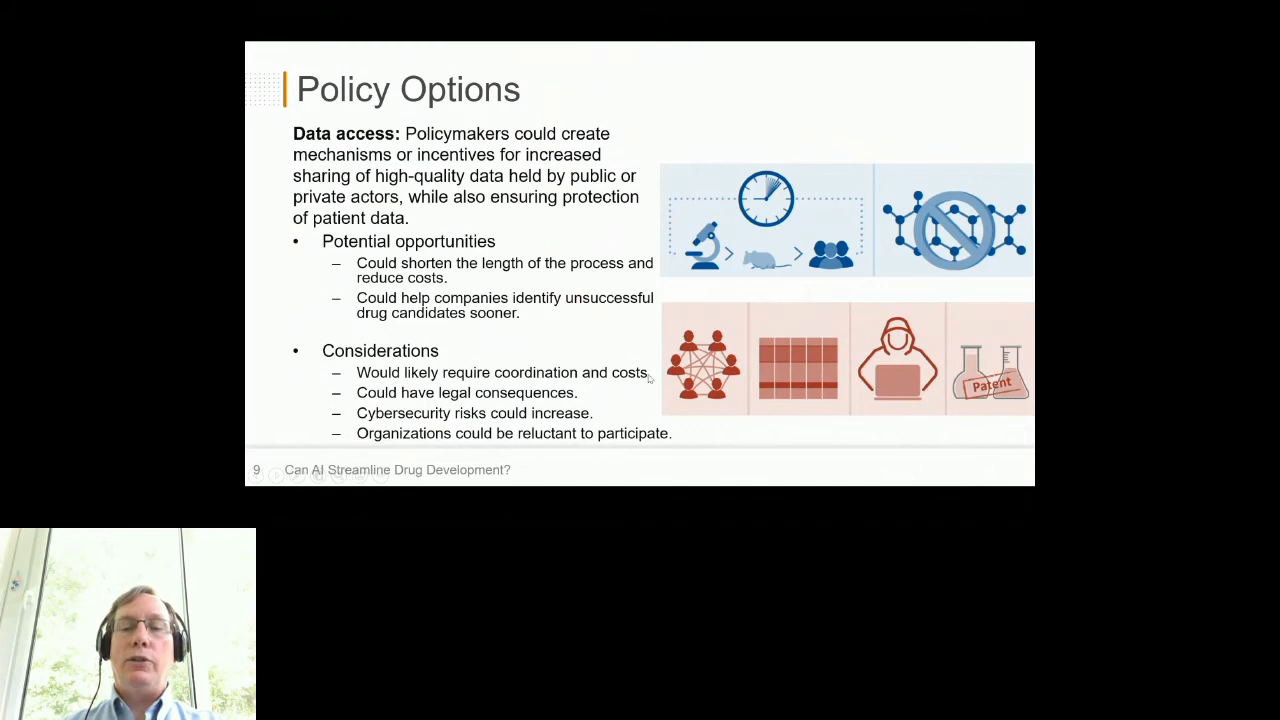 Policy Options
Data access: Policymakers could create
mechanisms or incentives for increased
sharing of high-quality data held by public or
private actors, while also ensuring protection
of patient data.
• Potential opportunities
– Could shorten the length of the process and
reduce costs.
– Could help companies identify unsuccessful
drug candidates sooner.
• Considerations
– Would likely require coordination and costs.
– Could have legal consequences.
– Cybersecurity risks could increase.
– Organizations could be reluctant to participate.
Patent
9 Can AI Streamline Drug Development?